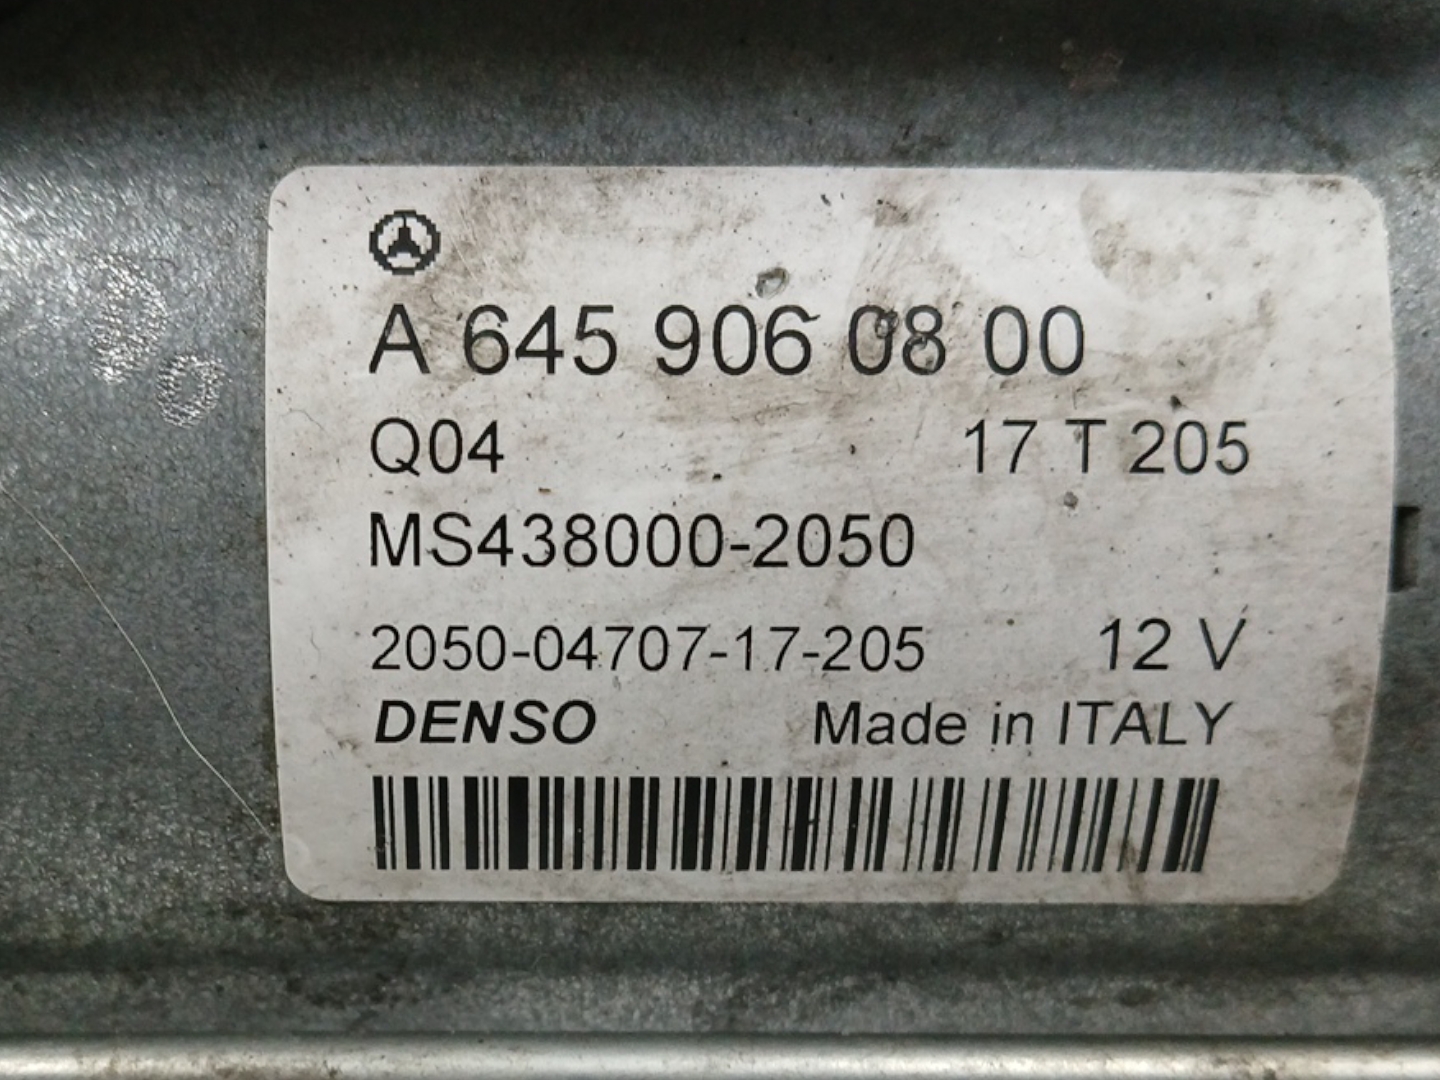 A 645 906 08 00
Q04 17 T 205
MS438000-2050
2050-04707-17-205 12 V
DENSO Made in ITALY